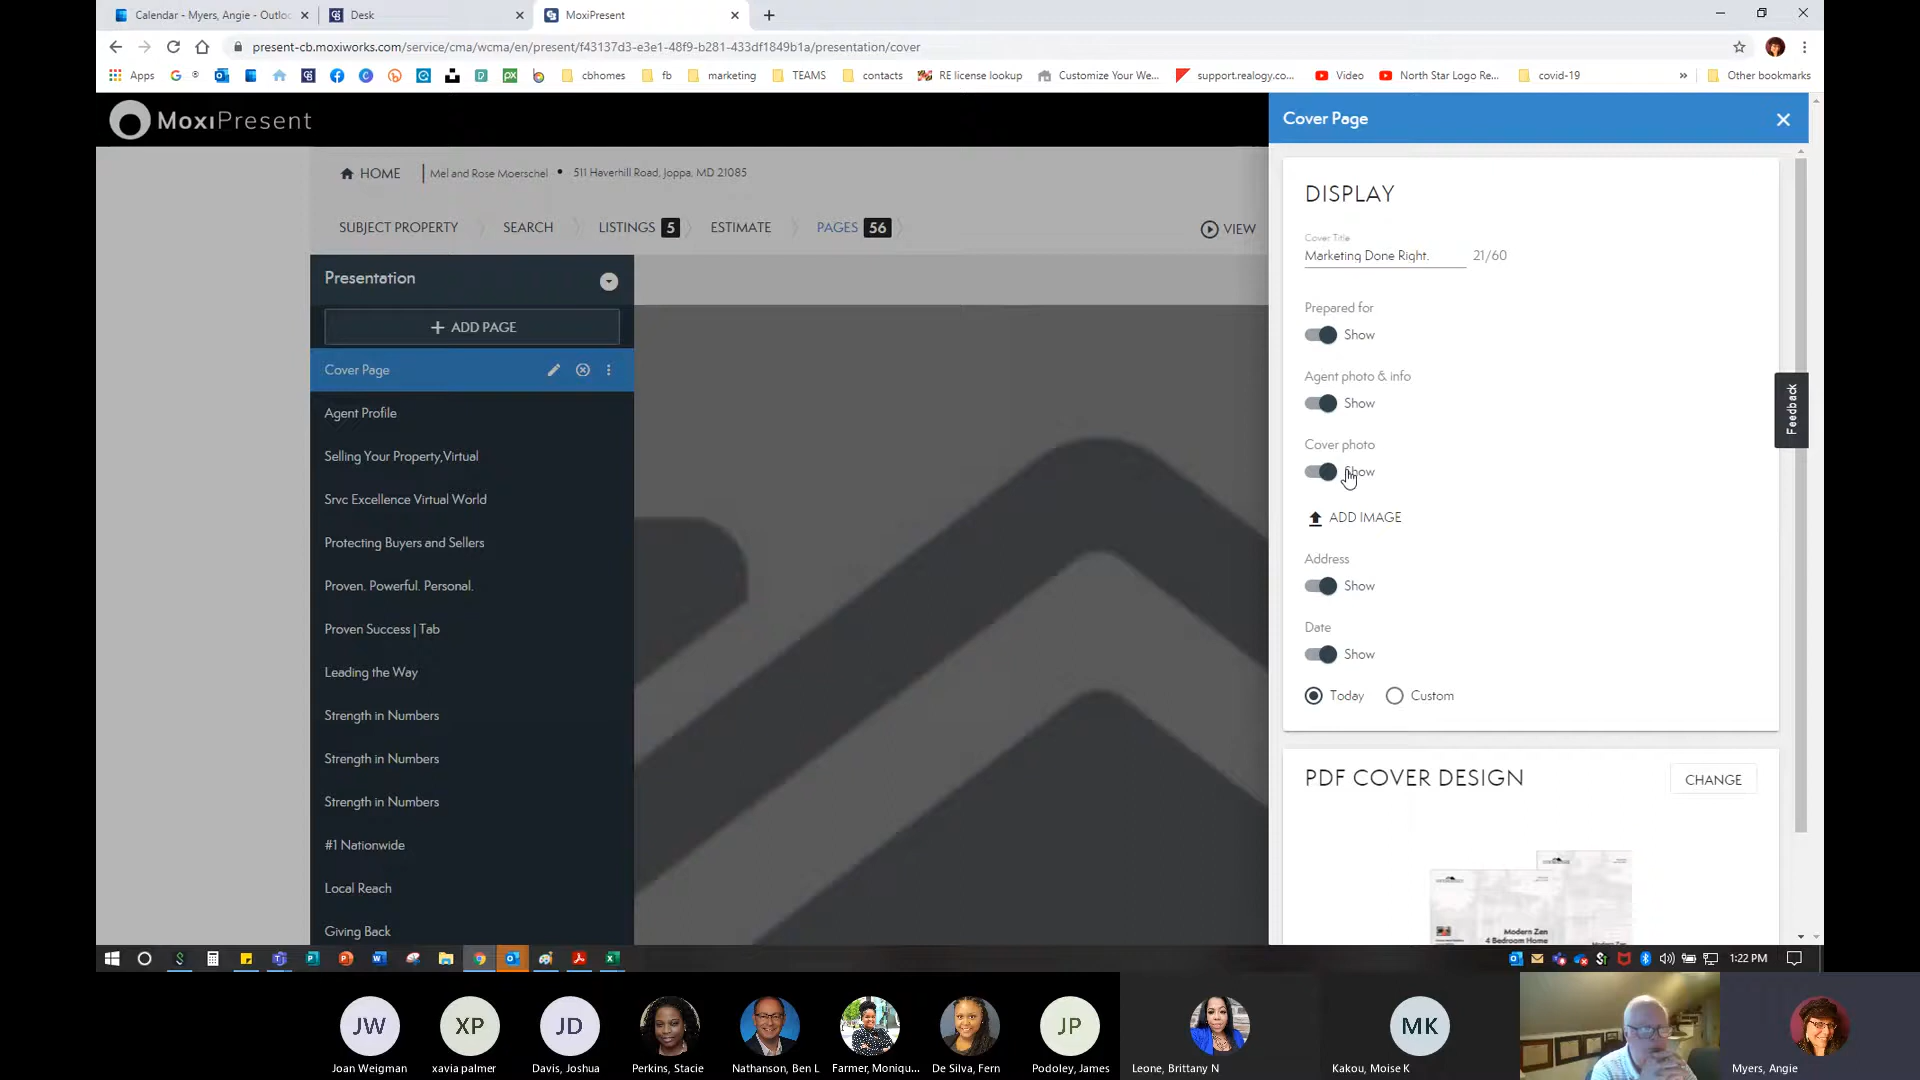 Calendar - Myers, Angie - Outloo
Desk
MoxiPresent
present-cb.moxiworks.com/service/cma/wcma/en/present/f43137d3-e3e1-48f9-b281-433df1849b1a/presentation/cover
Apps
cbhomes
fb
marketing
TEAMS
contacts
RE license lookup
Customize Your We...
support.realogy.co...
Video
North Star Logo Re...
covid-19
»
Other bookmarks
MoxiPresent
HOME
Mel and Rose Moerschel • 511 Haverhill Road, Joppa, MD 21085
SUBJECT PROPERTY
SEARCH
LISTINGS 5
ESTIMATE
PAGES 56
VIEW
Presentation
+ ADD PAGE
Cover Page
Agent Profile
Selling Your Property,Virtual
Srvc Excellence Virtual World
Protecting Buyers and Sellers
Proven. Powerful. Personal.
Proven Success | Tab
Leading the Way
Strength in Numbers
Strength in Numbers
Strength in Numbers
#1 Nationwide
Local Reach
Giving Back
Cover Page
DISPLAY
Cover Title
Marketing Done Right. 21/60
Prepared for
Show
Agent photo & info
Show
Cover photo
Show
ADD IMAGE
Address
Show
Date
Show
Today
Custom
PDF COVER DESIGN
CHANGE
Modern Zen
4 Bedroom Home
Modern Zen
Feedback
1:22 PM
JW
XP
JD
JP
MK
Joan Weigman
xavia palmer
Davis, Joshua
Perkins, Stacie
Nathanson, Ben L
Farmer, Moniqu...
De Silva, Fern
Podoley, James
Leone, Brittany N
Kakou, Moise K
Myers, Angie